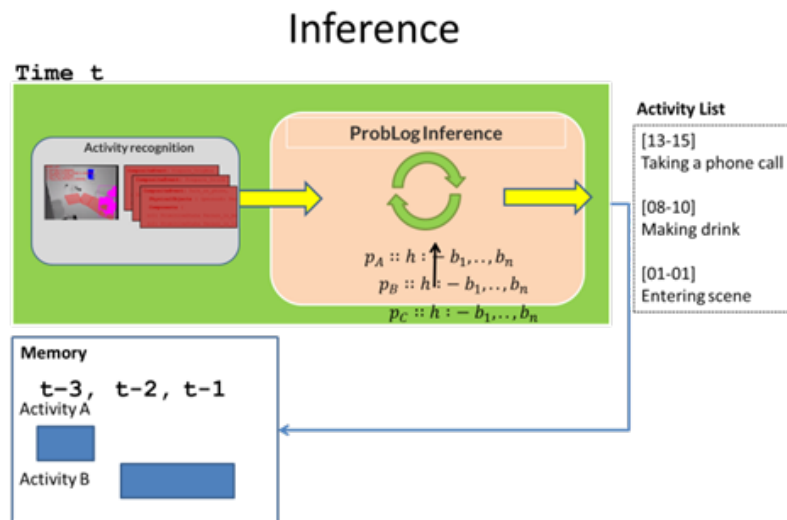 Inference
Time t
Activity recognition
ProbLog Inference
p_A :: h :- b_1,..,b_n
p_B :: h :- b_1,..,b_n
p_C :: h :- b_1,..,b_n
Activity List
[13-15]
Taking a phone call
[08-10]
Making drink
[01-01]
Entering scene
Memory
t-3, t-2, t-1
Activity A
Activity B